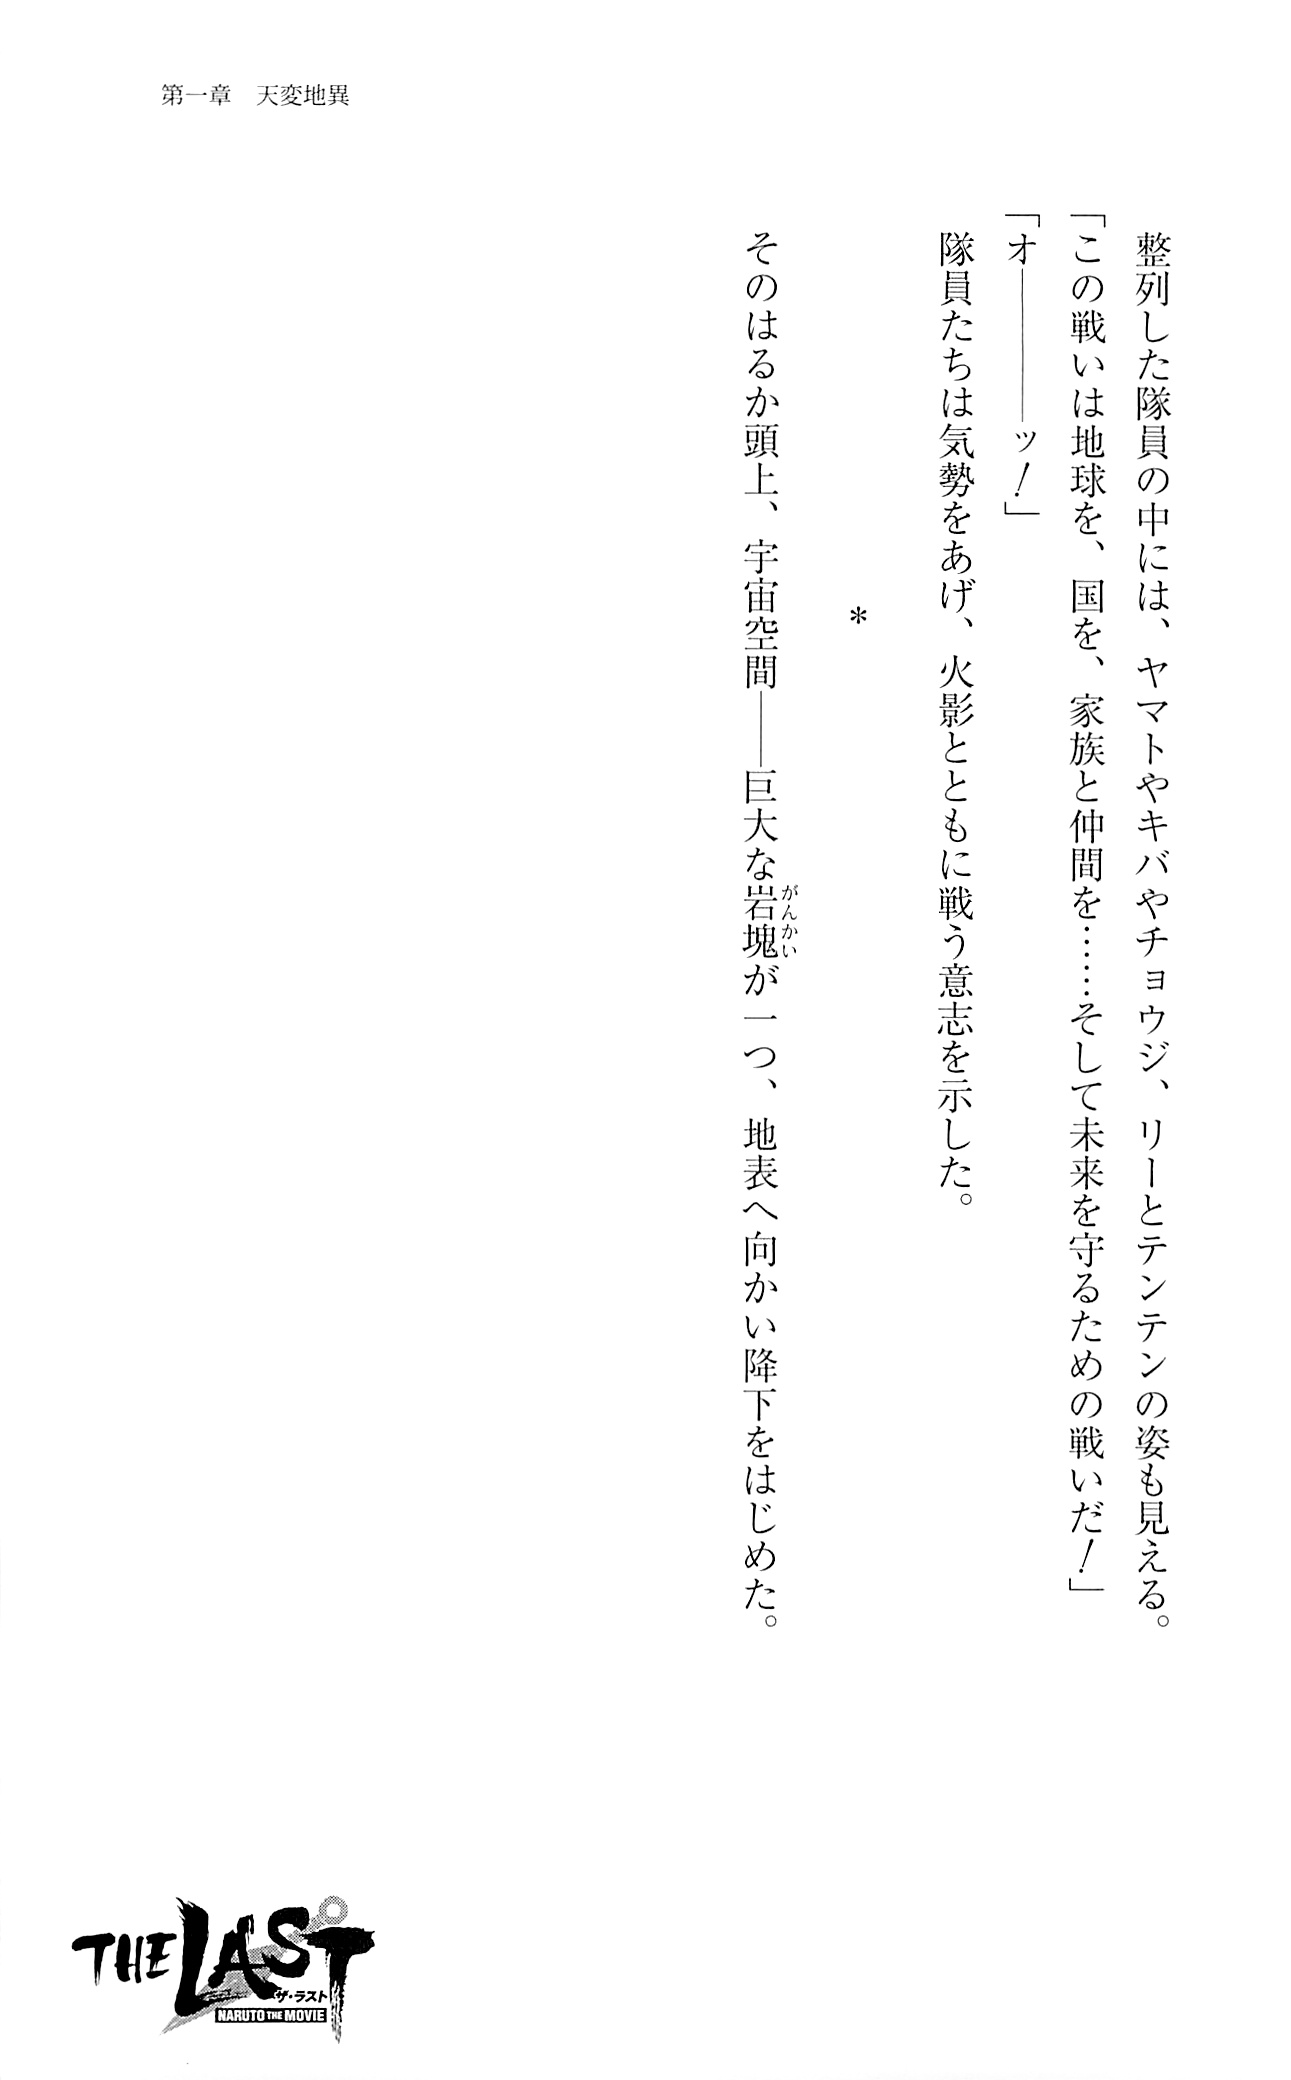 第一章　天変地異
整列した隊員の中には、ヤマトやキバやチョウジ、リーとテンテンの姿も見える。
「この戦いは地球を、国を、家族と仲間を……そして未来を守るための戦いだ！」
「オ————ッ！」
隊員たちは気勢をあげ、火影とともに戦う意志を示した。
＊
そのはるか頭上、宇宙空間——巨大な岩塊が一つ、地表へ向かい降下をはじめた。
がんかい
THE LAST
ザ・ラスト
NARUTO THE MOVIE